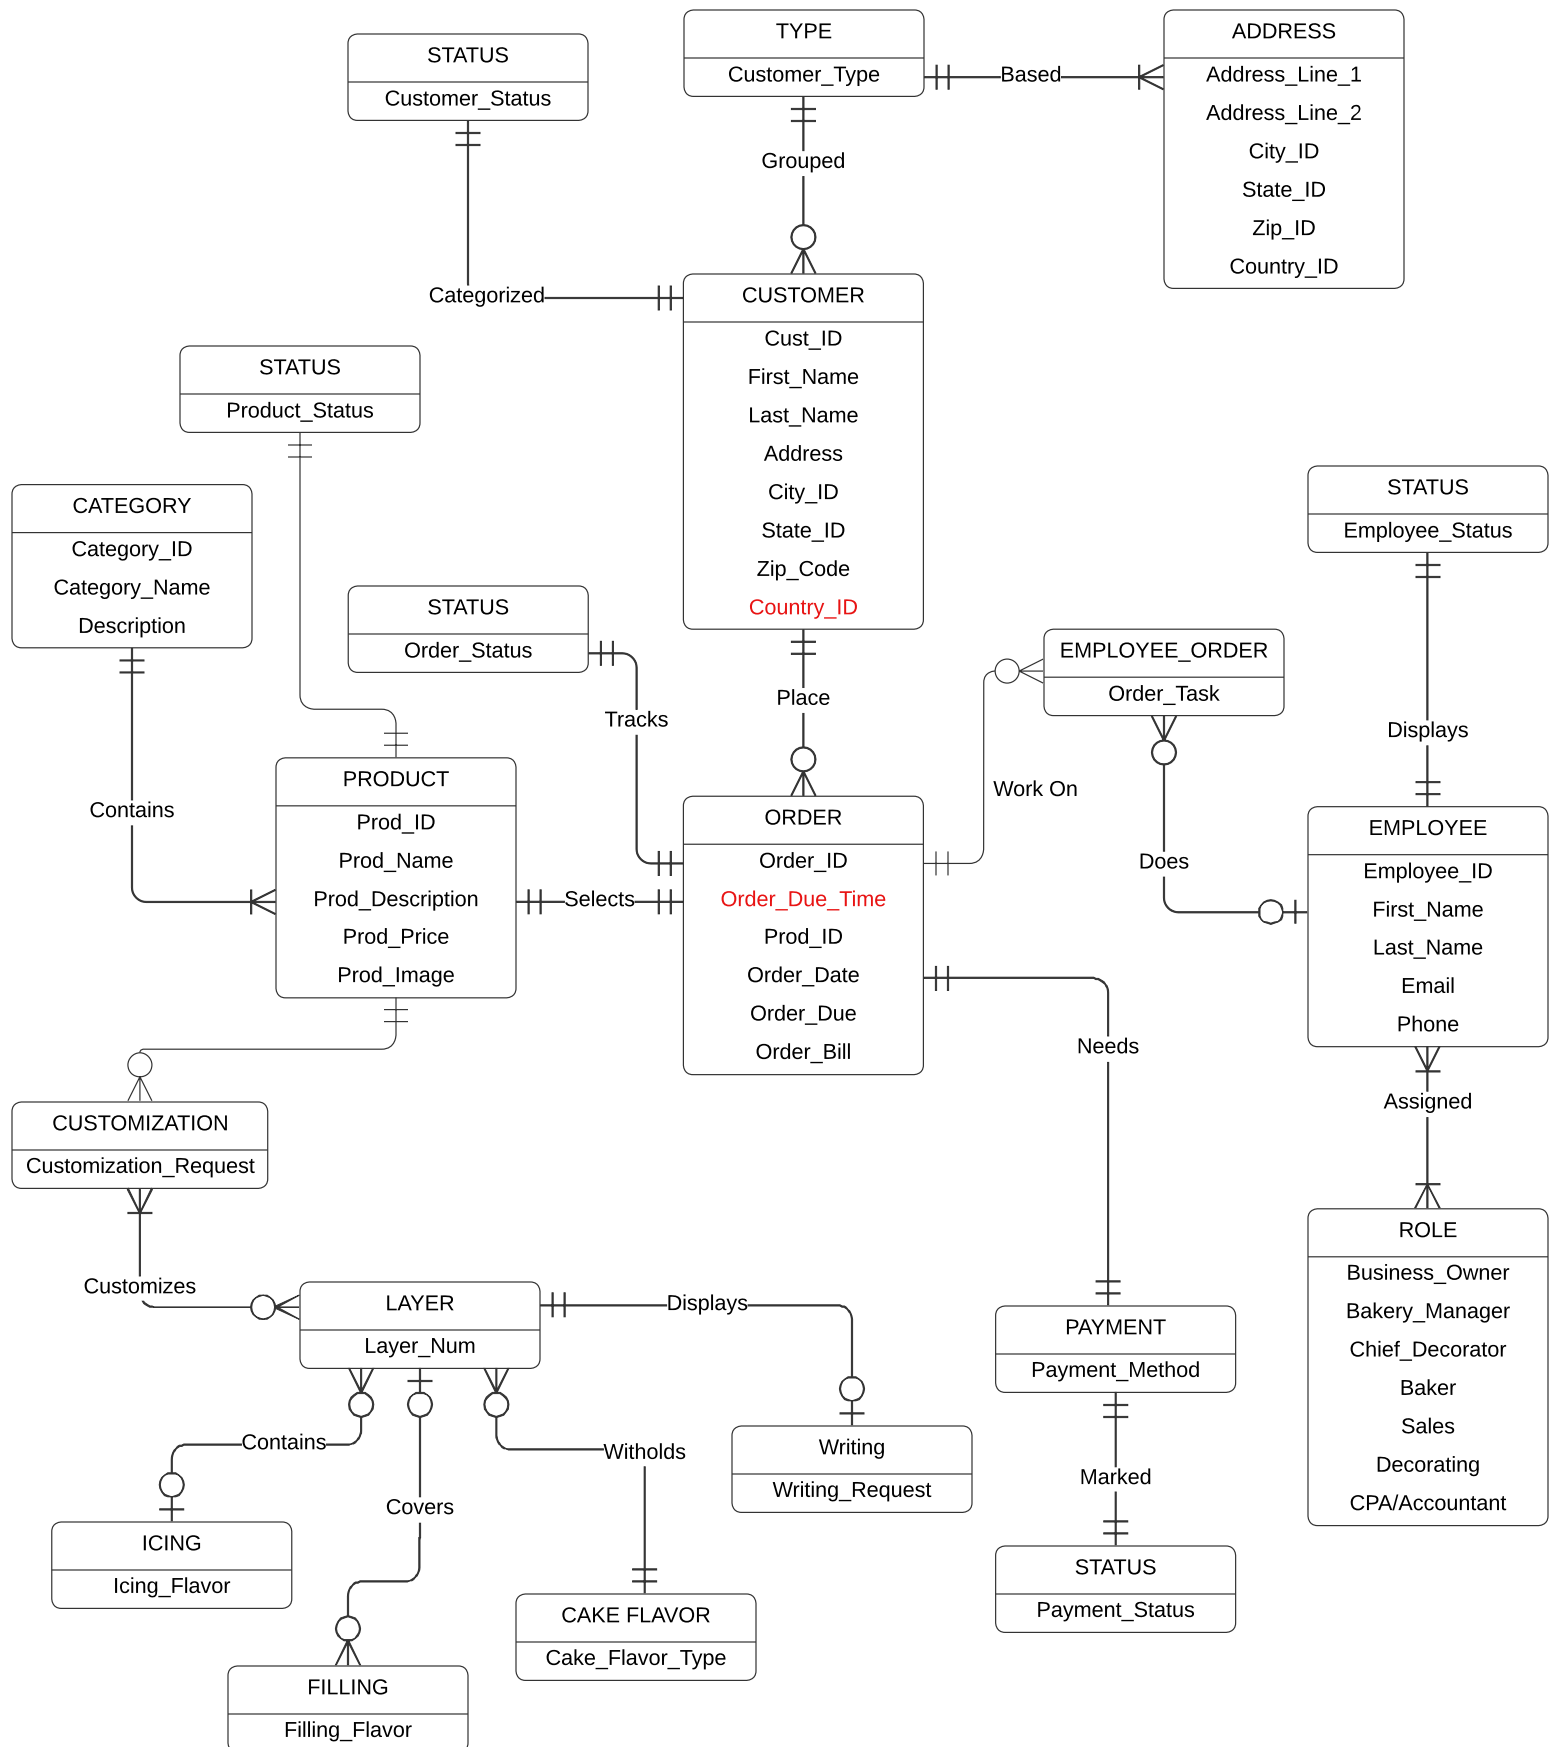 STATUS
Customer_Status
TYPE
Customer_Type
Based
ADDRESS
Address_Line_1
Address_Line_2
City_ID
State_ID
Zip_ID
Country_ID
Grouped
Categorized
CUSTOMER
Cust_ID
First_Name
Last_Name
Address
City_ID
State_ID
Zip_Code
Country_ID
STATUS
Product_Status
CATEGORY
Category_ID
Category_Name
Description
STATUS
Order_Status
STATUS
Employee_Status
EMPLOYEE_ORDER
Order_Task
Place
Tracks
Displays
Work On
Contains
PRODUCT
Prod_ID
Prod_Name
Prod_Description
Prod_Price
Prod_Image
Selects
ORDER
Order_ID
Order_Due_Time
Prod_ID
Order_Date
Order_Due
Order_Bill
Does
EMPLOYEE
Employee_ID
First_Name
Last_Name
Email
Phone
Needs
Assigned
CUSTOMIZATION
Customization_Request
ROLE
Business_Owner
Bakery_Manager
Chief_Decorator
Baker
Sales
Decorating
CPA/Accountant
Customizes
LAYER
Layer_Num
Displays
PAYMENT
Payment_Method
Contains
Covers
Witholds
Writing
Writing_Request
Marked
ICING
Icing_Flavor
STATUS
Payment_Status
CAKE FLAVOR
Cake_Flavor_Type
FILLING
Filling_Flavor